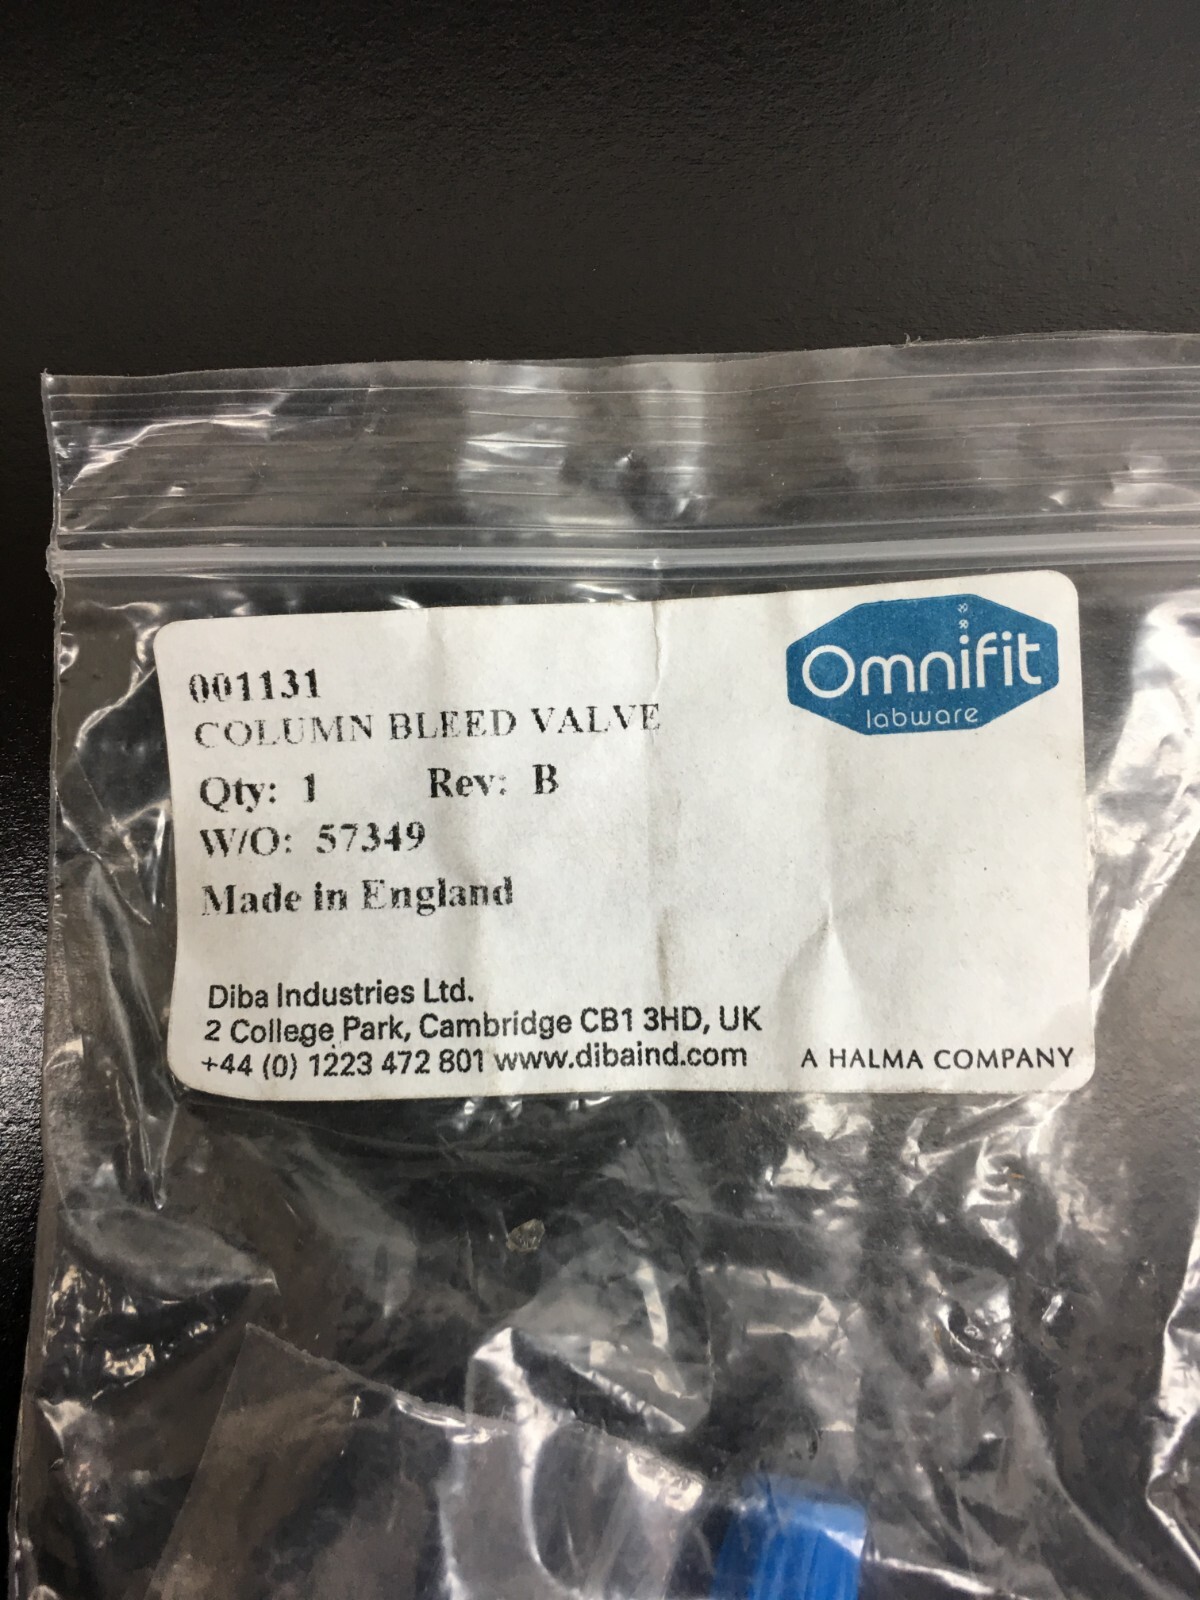 Omnifit
labware
001131
COLUMN BLEED VALVE
Qty: 1 Rev: B
W/O: 57349
Made in England
Diba Industries Ltd.
2 College Park, Cambridge CB1 3HD, UK
+44 (0) 1223 472 801 www.dibaind.com
A HALMA COMPANY